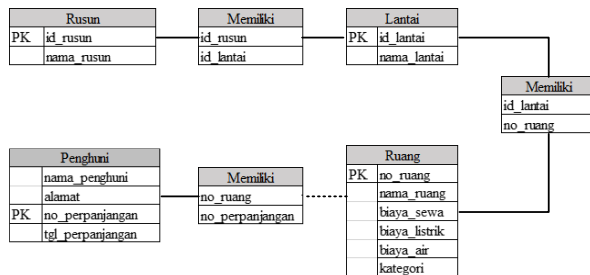 Rusun
PK id_rusun
nama_rusun
Memiliki
id_rusun
id_lantai
Lantai
PK id_lantai
nama_lantai
Memiliki
id_lantai
no_ruang
Penghuni
nama_penghuni
alamat
PK no_perpanjangan
tgl_perpanjangan
Memiliki
no_ruang
no_perpanjangan
Ruang
PK no_ruang
nama_ruang
biaya_sewa
biaya_listrik
biaya_air
kategori